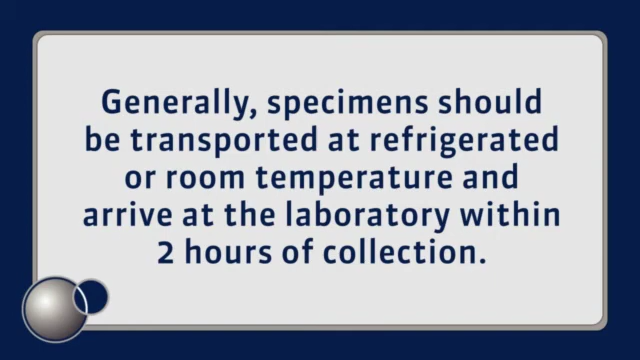 Generally, specimens should
be transported at refrigerated
or room temperature and
arrive at the laboratory within
2 hours of collection.